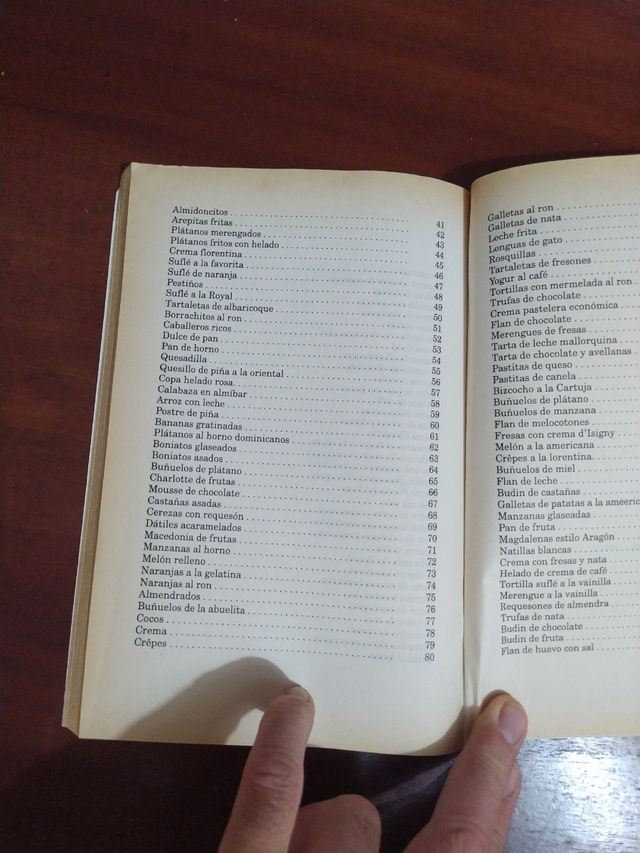 Almidoncitos . . . . . . . . . . 41
Arepitas fritas . . . . . . . . . . 42
Plátanos merengados . . . . . . . . . . 43
Plátanos fritos con helado . . . . . . . . . . 44
Crema florentina . . . . . . . . . . 45
Suflé a la favorita . . . . . . . . . . 46
Suflé de naranja . . . . . . . . . . 47
Pestiños . . . . . . . . . . 48
Suflé a la Royal . . . . . . . . . . 49
Tartaletas de albaricoque . . . . . . . . . . 50
Borrachitos al ron . . . . . . . . . . 51
Caballeros ricos . . . . . . . . . . 52
Dulce de pan . . . . . . . . . . 53
Pan de horno . . . . . . . . . . 54
Quesadilla . . . . . . . . . . 55
Quesillo de piña a la oriental . . . . . . . . . . 56
Copa helado rosa . . . . . . . . . . 57
Calabaza en almíbar . . . . . . . . . . 58
Arroz con leche . . . . . . . . . . 59
Postre de piña . . . . . . . . . . 60
Bananas gratinadas . . . . . . . . . . 61
Plátanos al horno dominicanos . . . . . . . . . . 62
Boniatos glaseados . . . . . . . . . . 63
Boniatos asados . . . . . . . . . . 64
Buñuelos de plátano . . . . . . . . . . 65
Charlotte de frutas . . . . . . . . . . 66
Mousse de chocolate . . . . . . . . . . 67
Castañas asadas . . . . . . . . . . 68
Cerezas con requesón . . . . . . . . . . 69
Dátiles acaramelados . . . . . . . . . . 70
Macedonia de frutas . . . . . . . . . . 71
Manzanas al horno . . . . . . . . . . 72
Melón relleno . . . . . . . . . . 73
Naranjas a la gelatina . . . . . . . . . . 74
Naranjas al ron . . . . . . . . . . 75
Almendrados . . . . . . . . . . 76
Buñuelos de la abuelita . . . . . . . . . . 77
Cocos . . . . . . . . . . 78
Crema . . . . . . . . . . 79
Crêpes . . . . . . . . . . 80
Galletas al ron . . . . . . . . . .
Galletas de nata . . . . . . . . . .
Leche frita . . . . . . . . . .
Lenguas de gato . . . . . . . . . .
Rosquillas . . . . . . . . . .
Tartaletas de fresones . . . . . . . . . .
Yogur al café . . . . . . . . . .
Tortillas con mermelada al ron . . .
Trufas de chocolate . . . . . . . . . .
Crema pastelera económica . . . . .
Flan de chocolate . . . . . . . . . .
Merengues de fresas . . . . . . . . . .
Tarta de leche mallorquina . . . . .
Tarta de chocolate y avellanas . . .
Pastitas de queso . . . . . . . . . .
Pastitas de canela . . . . . . . . . .
Bizcocho a la Cartuja . . . . . . . . . .
Buñuelos de plátano . . . . . . . . . .
Buñuelos de manzana . . . . . . . . . .
Flan de melocotones . . . . . . . . . .
Fresas con crema d'Isigny . . . . .
Melón a la americana . . . . . . . . . .
Crêpes a la lorentina. . . . . . . . . .
Buñuelos de miel . . . . . . . . . .
Flan de leche . . . . . . . . . .
Budin de castañas . . . . . . . . . .
Galletas de patatas a la ameeric
Manzanas glaseadas . . . . . . . . . .
Pan de fruta . . . . . . . . . .
Magdalenas estilo Aragón . . . . .
Natillas blancas . . . . . . . . . .
Crema con fresas y nata . . . . .
Helado de crema de café . . . . .
Tortilla suflé a la vainilla . . . . .
Merengue a la vainilla . . . . . . . .
Requesones de almendra . . . . .
Trufas de nata . . . . . . . . . .
Budin de chocolate . . . . . . . . . .
Budin de fruta . . . . . . . . . .
Flan de huevo con sal . . . . . . . .